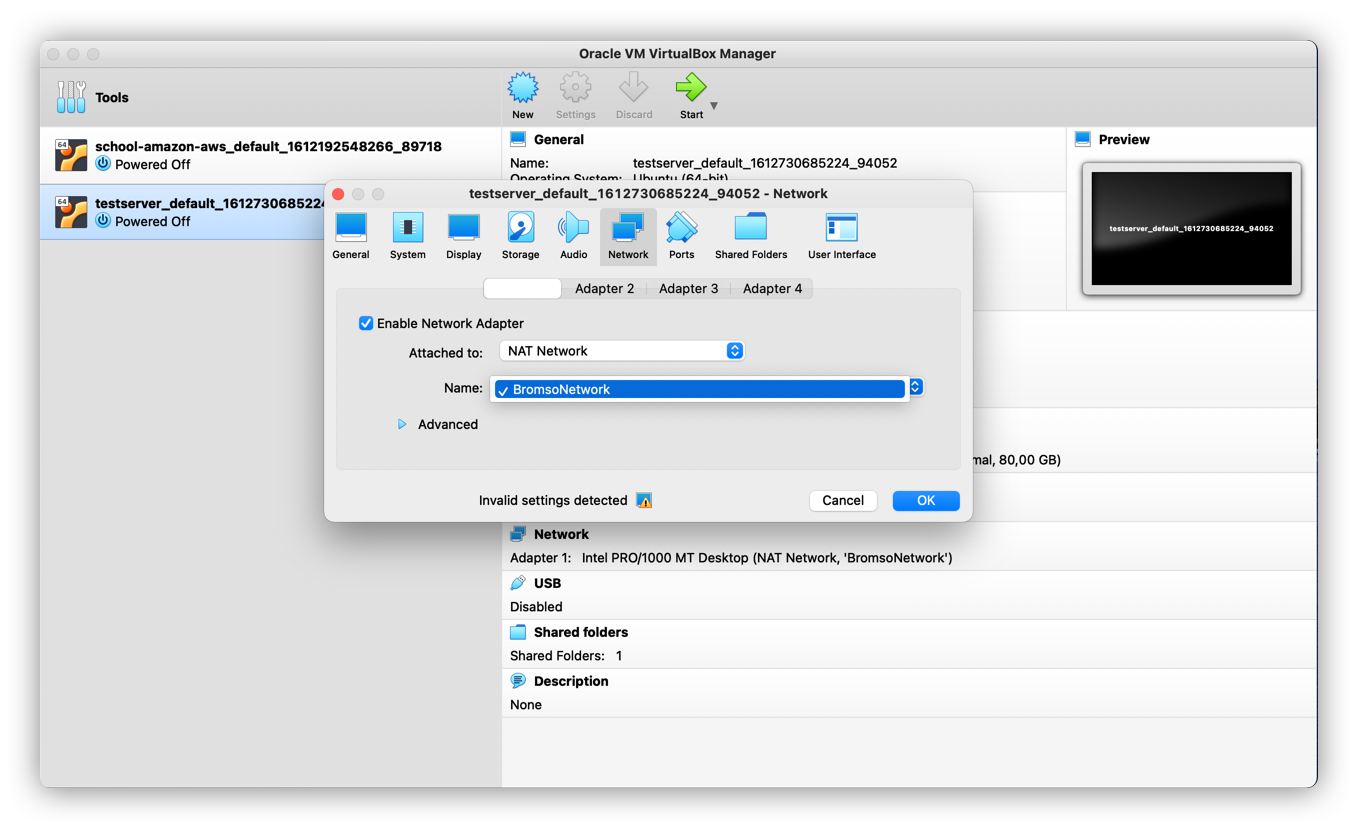 Oracle VM VirtualBox Manager
Tools
New
Settings
Discard
Start
64
school-amazon-aws_default_1612192548266_89718
Powered Off
64
testserver_default_1612730685224
Powered Off
General
Name: testserver_default_1612730685224_94052
Operating System: Ubuntu (64-bit)
Preview
testserver_default_1612730685224_94052
testserver_default_1612730685224_94052 - Network
General
System
Display
Storage
Audio
Network
Ports
Shared Folders
User Interface
Adapter 2
Adapter 3
Adapter 4
Enable Network Adapter
Attached to: NAT Network
Name: BromsoNetwork
Advanced
Invalid settings detected
Cancel
OK
mal, 80,00 GB)
Network
Adapter 1: Intel PRO/1000 MT Desktop (NAT Network, 'BromsoNetwork')
USB
Disabled
Shared folders
Shared Folders: 1
Description
None